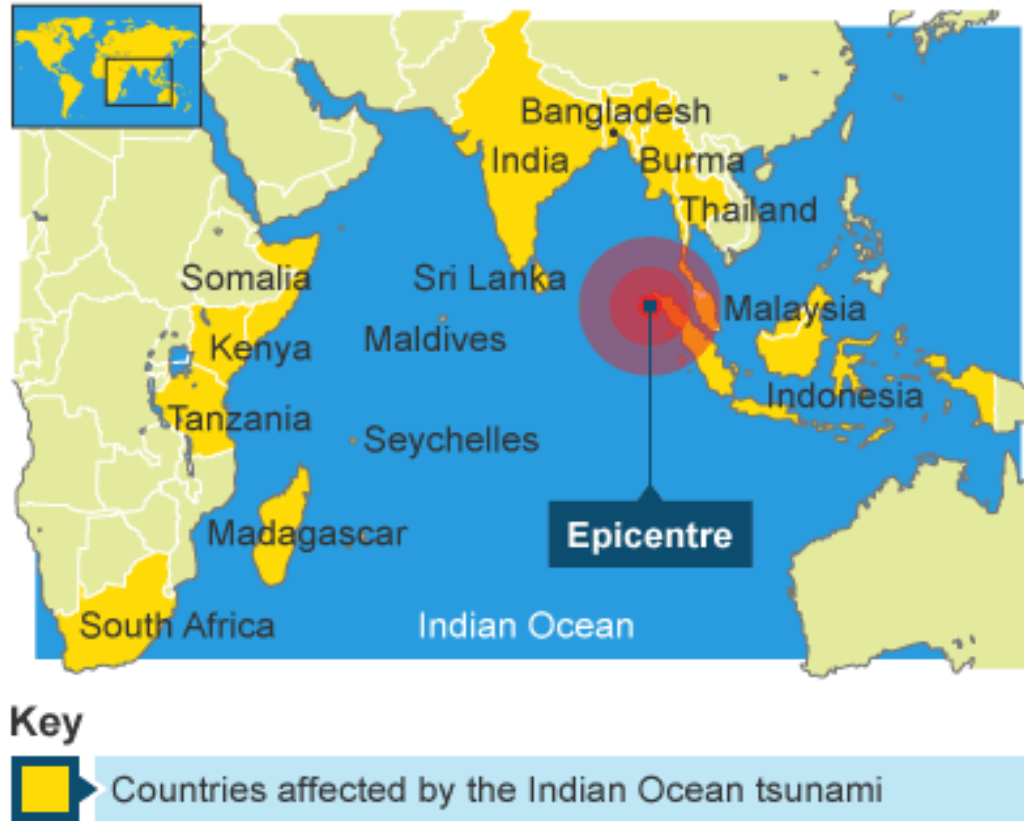 Bangladesh
India
Burma
Thailand
Somalia
Sri Lanka
Malaysia
Kenya
Maldives
Indonesia
Tanzania
Seychelles
Madagascar
Epicentre
South Africa
Indian Ocean
Key
Countries affected by the Indian Ocean tsunami